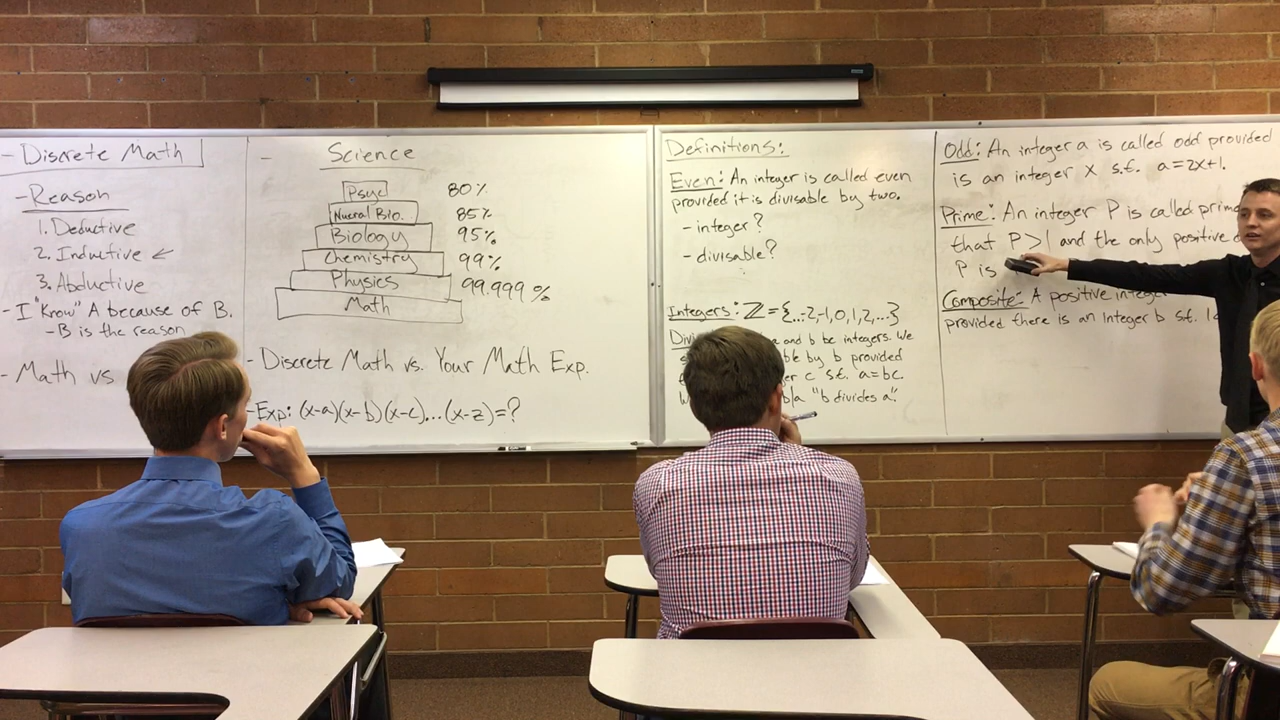 - Discrete Math
- Reason
1. Deductive
2. Inductive ←
3. Abductive
- I "Know" A because of B.
- B is the reason
- Math vs
- Science
Psyc 80%
Nueral Bio. 85%
Biology 95%
Chemistry 99%
Physics 99.999%
Math
- Discrete Math vs. Your Math Exp.
- Exp: (x-a)(x-b)(x-c)...(x-z)=?
Definitions:
Even: An integer is called even
provided it is divisable by two.
- integer?
- divisable?
Integers: ℤ={...-2,-1,0,1,2,...}
a and b be integers. We
by b provided
c s.t. a=bc.
b|a "b divides a".
Odd: An integer a is called odd provided
is an integer x s.t. a=2x+1.
Prime: An integer P is called prime
that P>1 and the only positive
P is
Composite: A positive integer
provided there is an integer b s.t. 1<